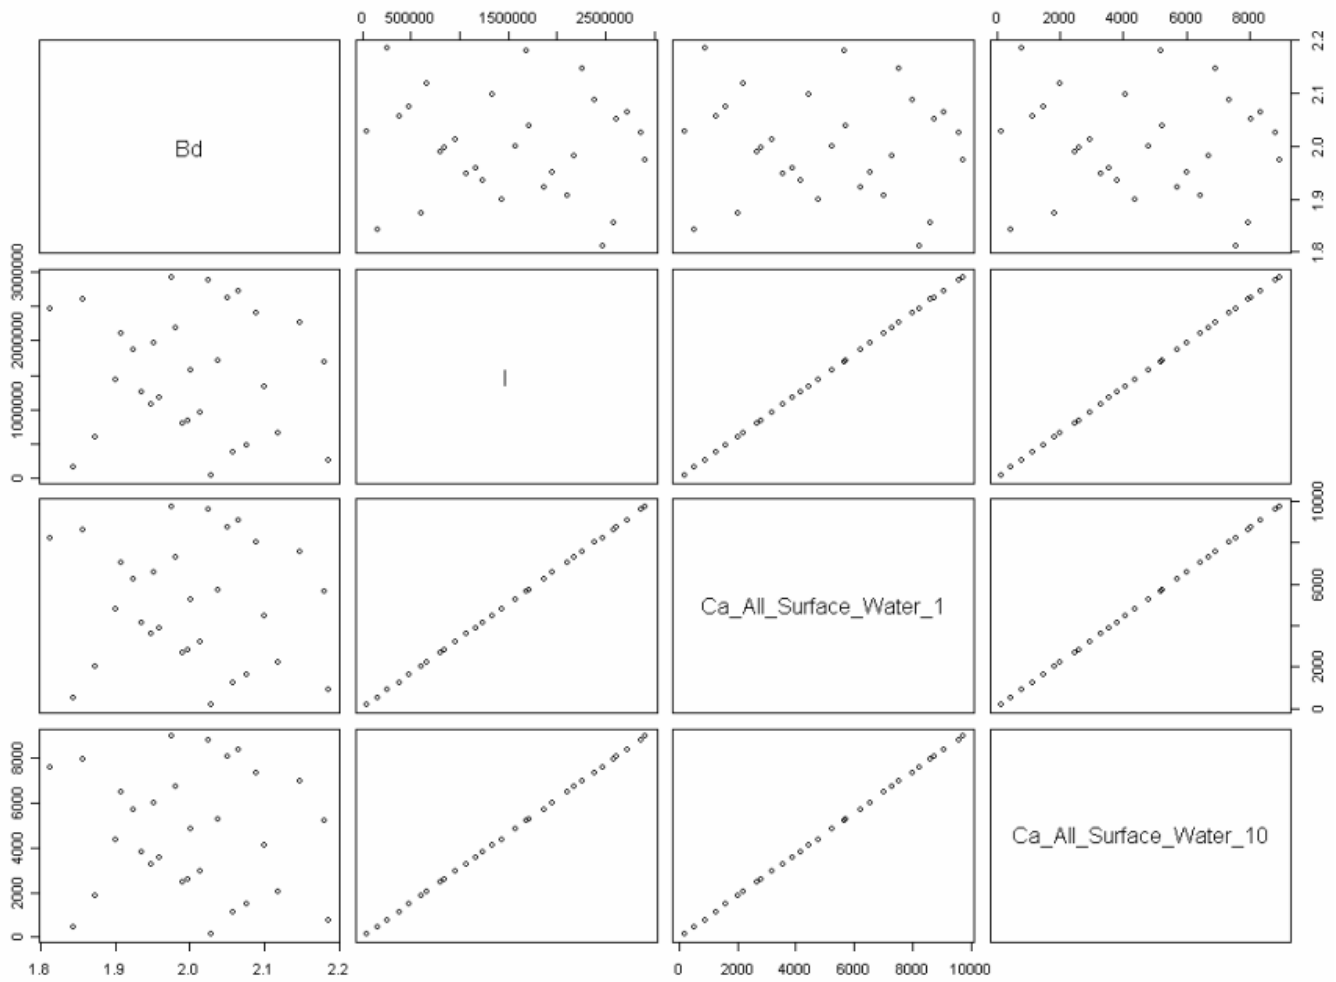 0 500000 1500000 2500000
0 2000 4000 6000 8000
Bd
1.8 1.9 2.0 2.1 2.2
0 1000000 2000000 3000000
I
Ca_All_Surface_Water_1
0 2000 6000 10000
0 2000 4000 6000 8000
Ca_All_Surface_Water_10
1.8 1.9 2.0 2.1 2.2
0 2000 4000 6000 8000 10000